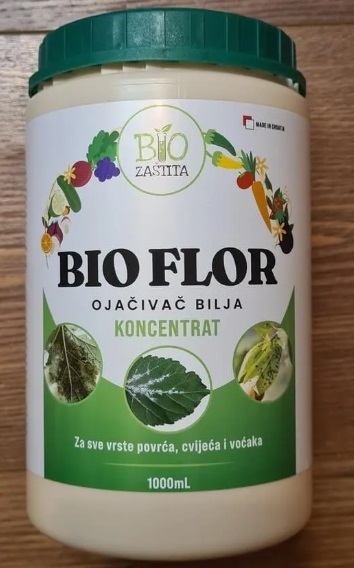 BIO
ZAŠTITA
MADE IN CROATIA
BIO FLOR
OJAČIVAČ BILJA
KONCENTRAT
Za sve vrste povrća, cvijeća i voćaka
1000mL